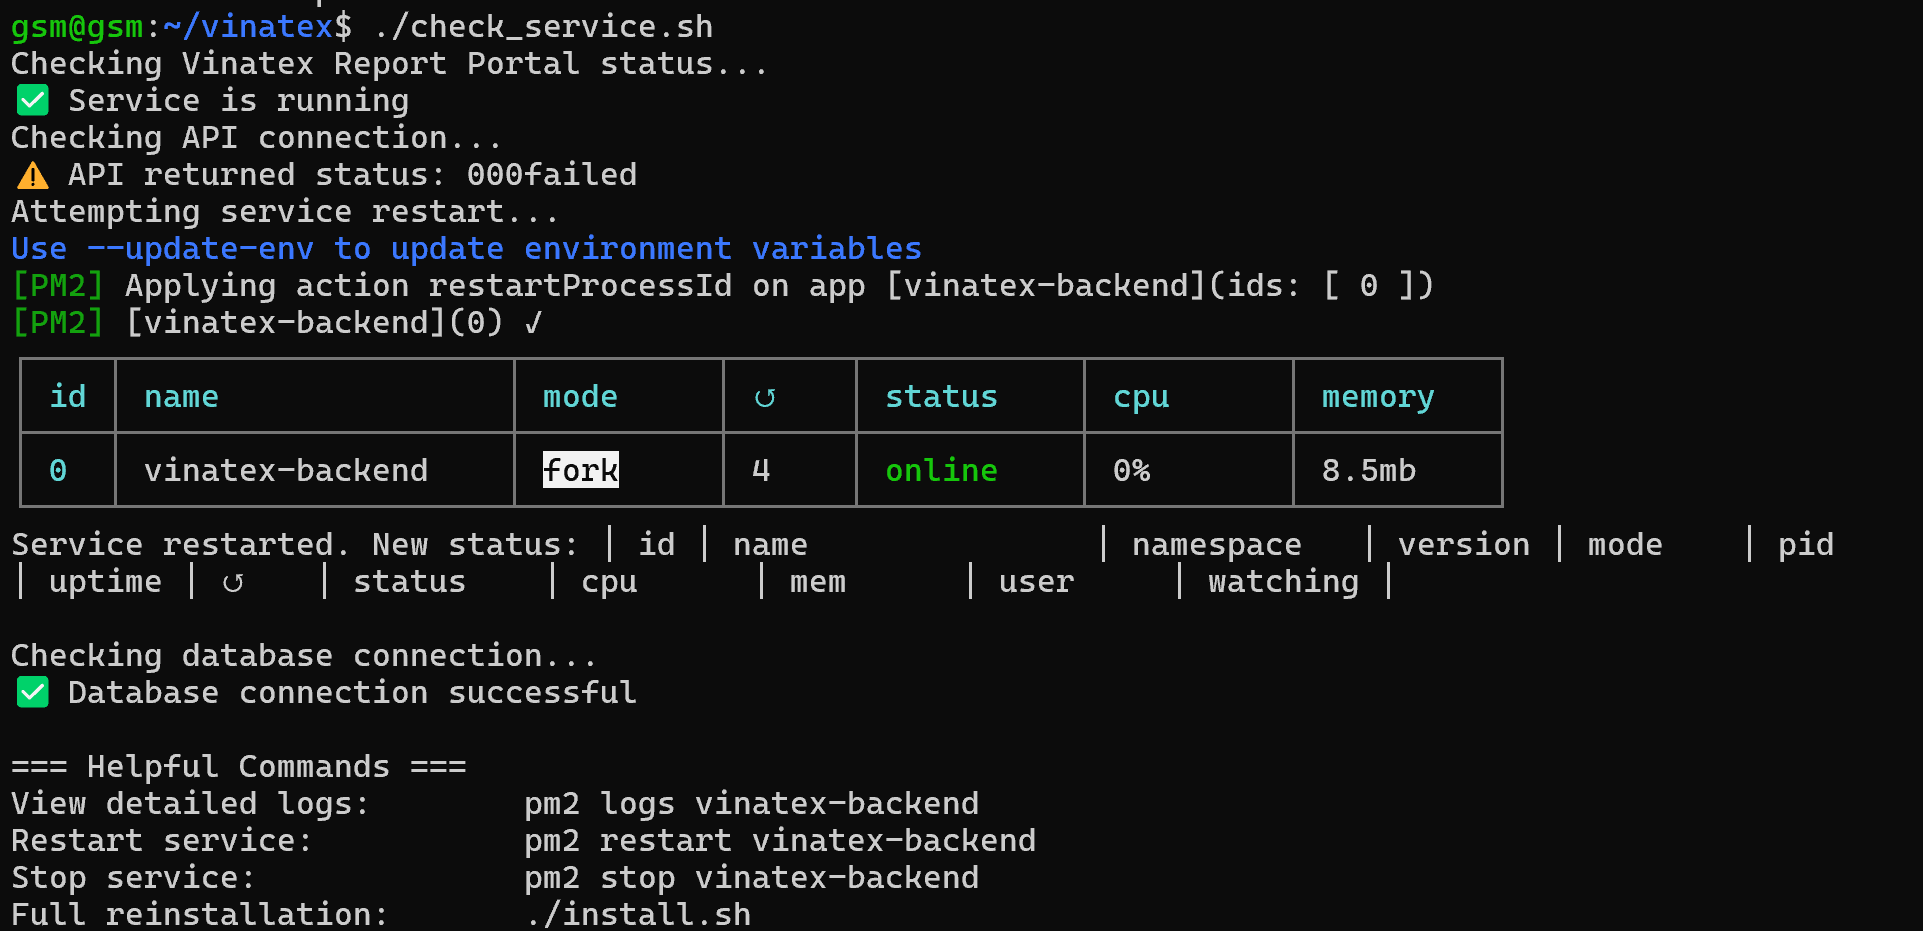 gsm@gsm:~/vinatex$ ./check_service.sh
Checking Vinatex Report Portal status...
✅ Service is running
Checking API connection...
⚠️ API returned status: 000failed
Attempting service restart...
Use --update-env to update environment variables
[PM2] Applying action restartProcessId on app [vinatex-backend](ids: [ 0 ])
[PM2] [vinatex-backend](0) ✓
id name mode ↺ status cpu memory
0 vinatex-backend fork 4 online 0% 8.5mb
Service restarted. New status: │ id │ name │ namespace │ version │ mode │ pid
│ uptime │ ↺ │ status │ cpu │ mem │ user │ watching │
Checking database connection...
✅ Database connection successful
=== Helpful Commands ===
View detailed logs: pm2 logs vinatex-backend
Restart service: pm2 restart vinatex-backend
Stop service: pm2 stop vinatex-backend
Full reinstallation: ./install.sh